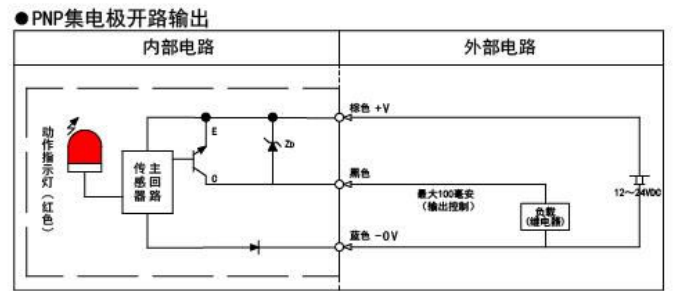 ●PNP集电极开路输出
内部电路
外部电路
动作指示灯(红色)
传感器
主回路
E
C
ZD
棕色 +V
黑色
最大100毫安
(输出控制)
蓝色 -0V
负载
(继电器)
12～24VDC